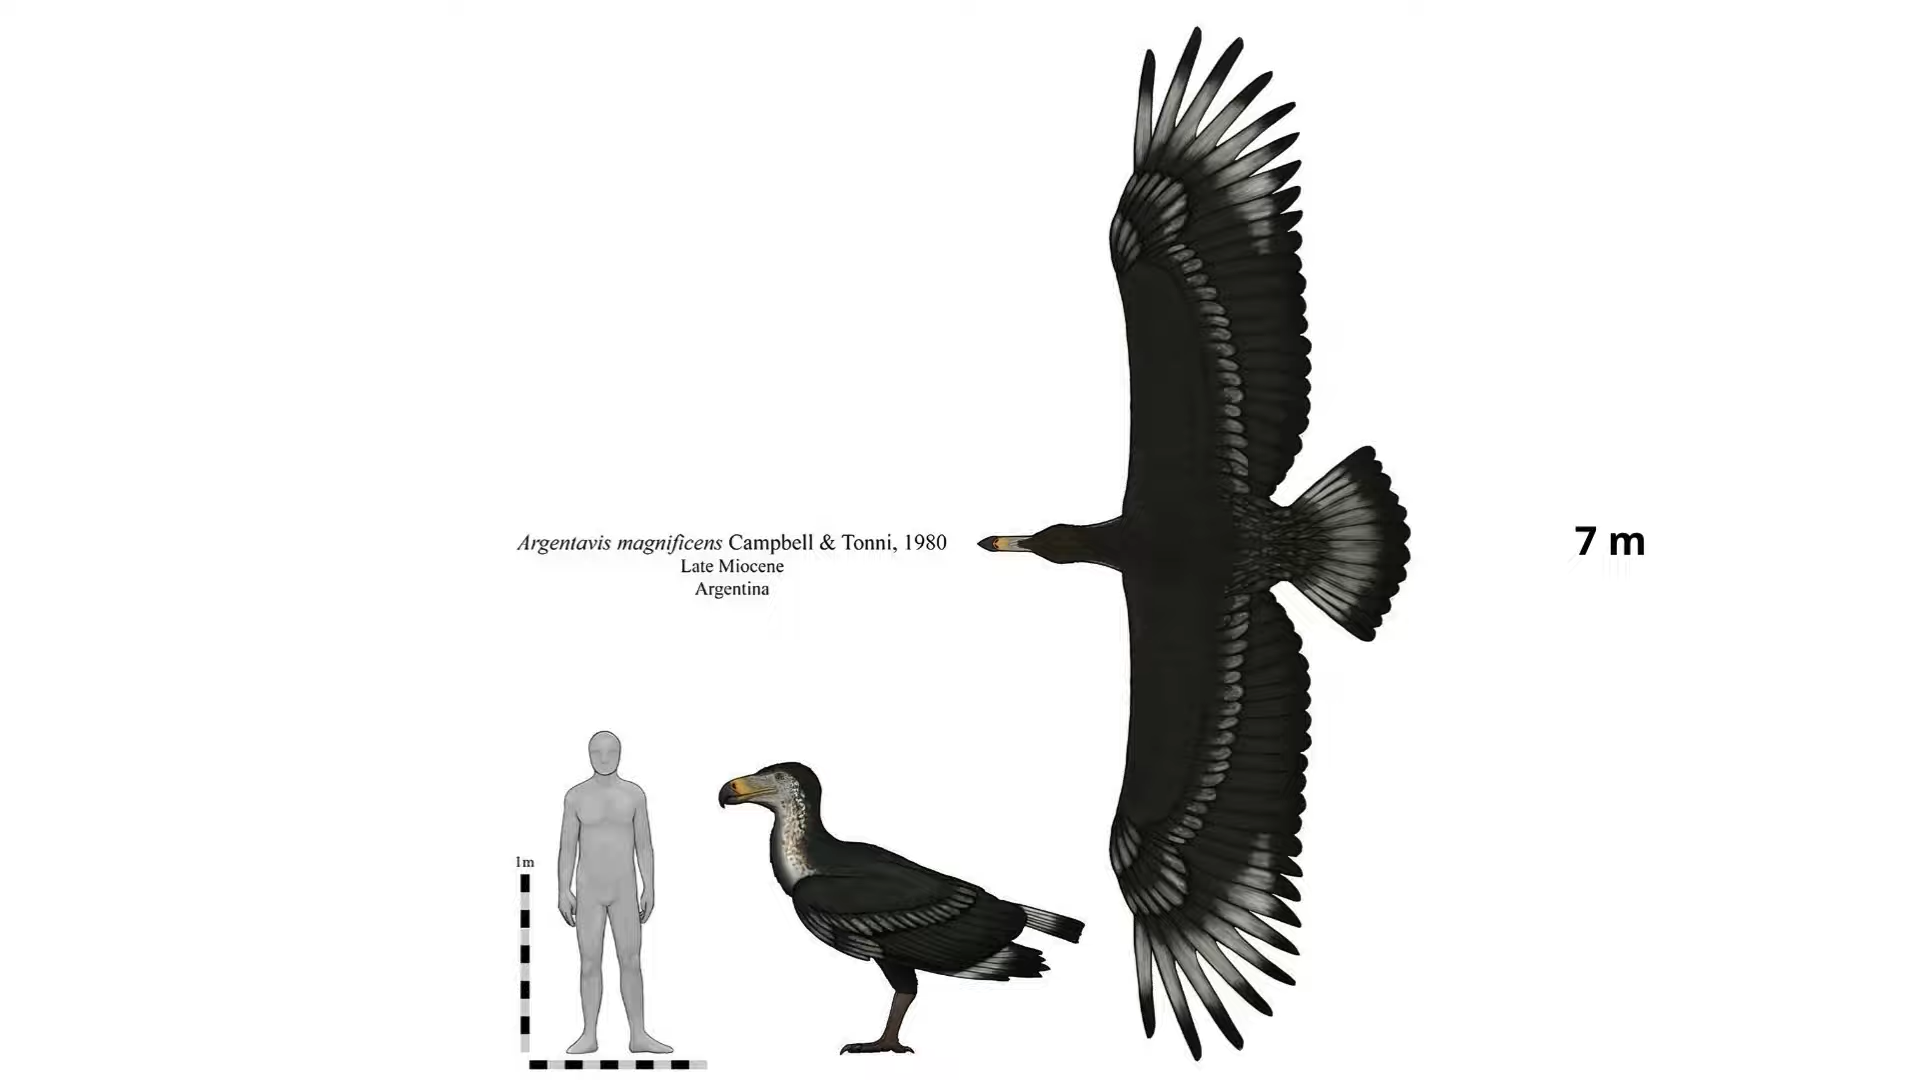 Argentavis magnificens Campbell & Tonni, 1980
Late Miocene
Argentina
7 m
1m